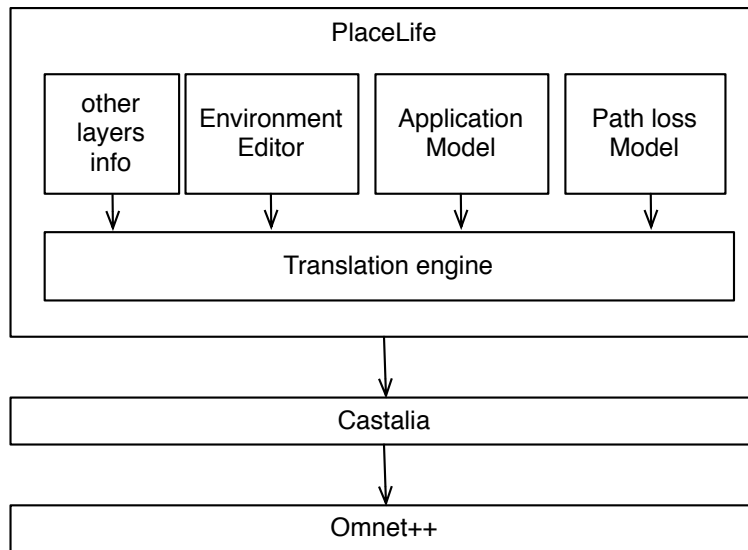 PlaceLife
other
layers
info
Environment
Editor
Application
Model
Path loss
Model
Translation engine
Castalia
Omnet++